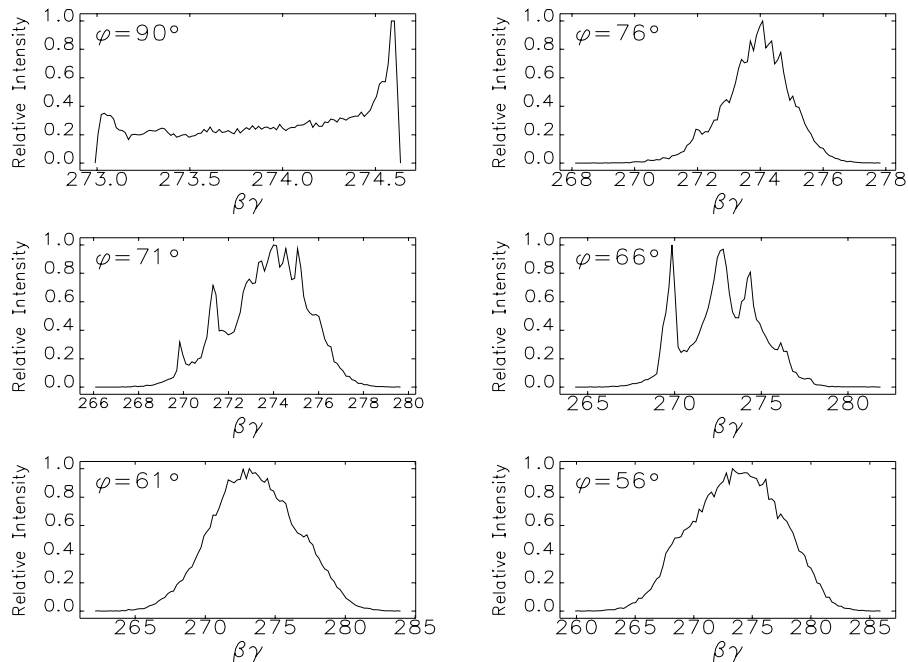 φ=90°
Relative Intensity
1.0
0.8
0.6
0.4
0.2
0.0
273.0 273.5 274.0 274.5
βγ
φ=76°
Relative Intensity
1.0
0.8
0.6
0.4
0.2
0.0
268 270 272 274 276 278
βγ
φ=71°
Relative Intensity
1.0
0.8
0.6
0.4
0.2
0.0
266 268 270 272 274 276 278 280
βγ
φ=66°
Relative Intensity
1.0
0.8
0.6
0.4
0.2
0.0
265 270 275 280
βγ
φ=61°
Relative Intensity
1.0
0.8
0.6
0.4
0.2
0.0
265 270 275 280 285
βγ
φ=56°
Relative Intensity
1.0
0.8
0.6
0.4
0.2
0.0
260 265 270 275 280 285
βγ